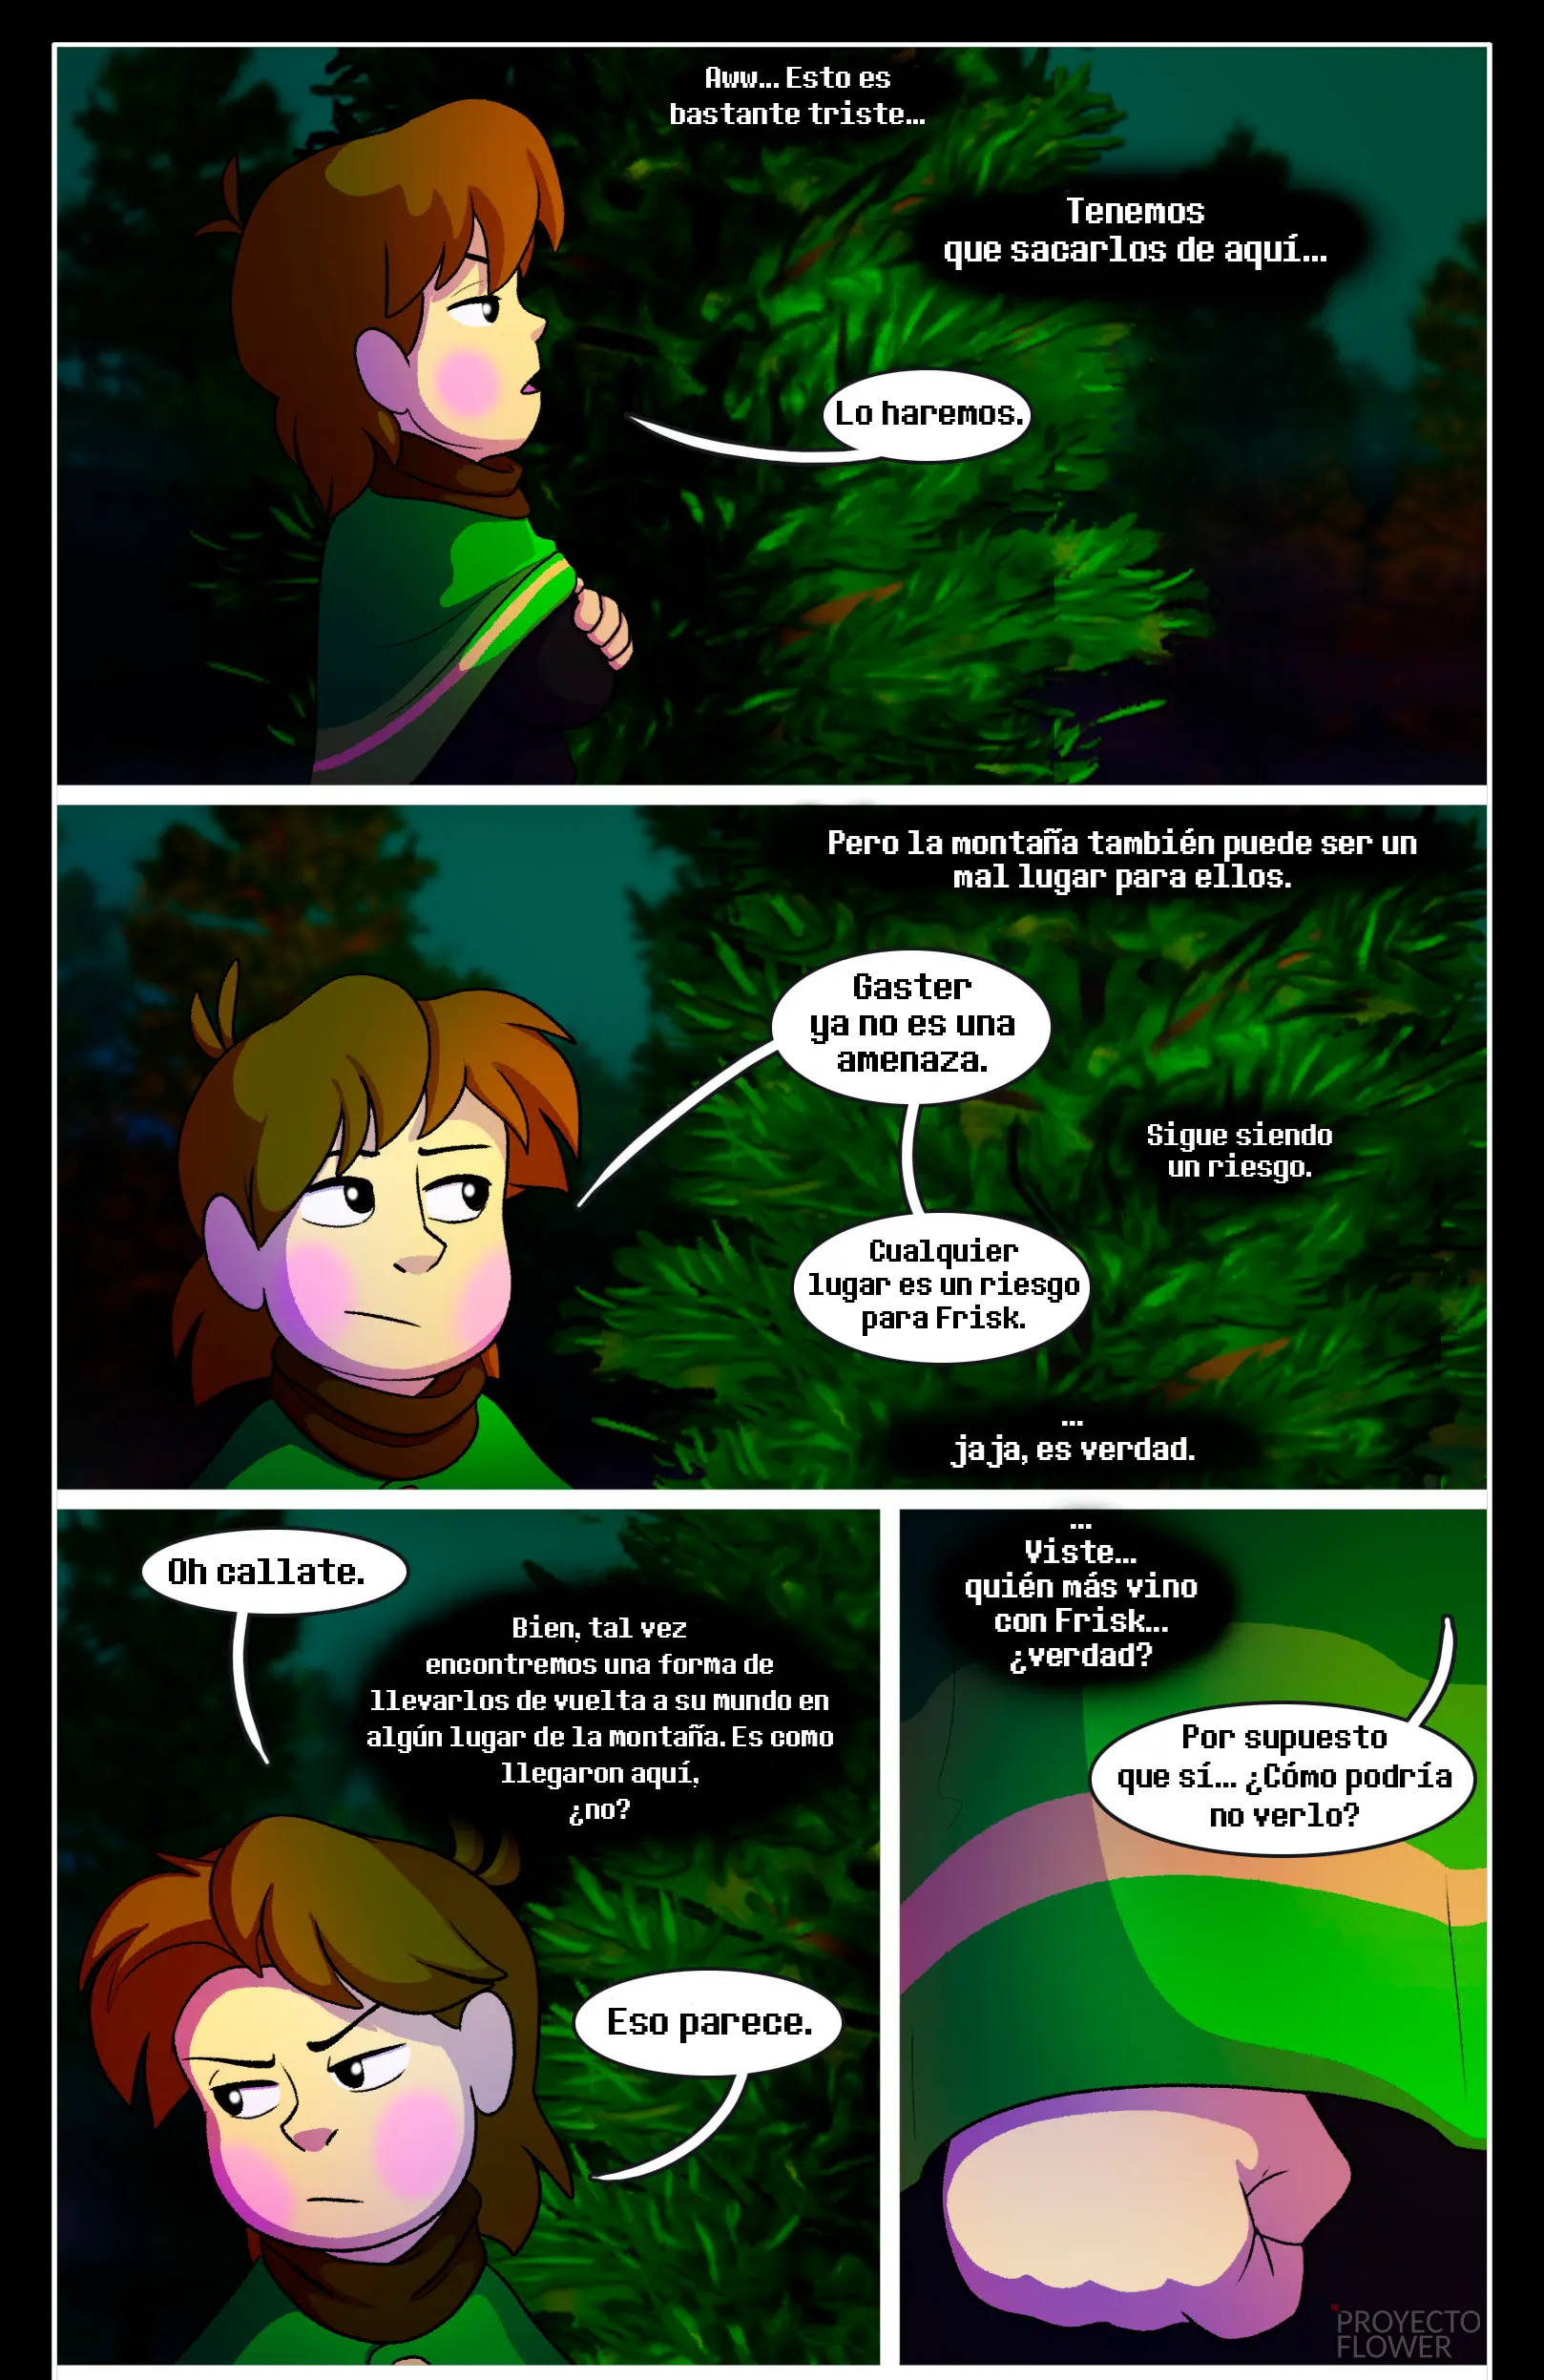 Aww... Esto es
bastante triste...
Tenemos
que sacarlos de aquí...
Lo haremos.
Pero la montaña también puede ser un
mal lugar para ellos.
Gaster
ya no es una
amenaza.
Sigue siendo
un riesgo.
Cualquier
lugar es un riesgo
para Frisk.
...
jaja, es verdad.
Oh callate.
Bien, tal vez
encontremos una forma de
llevarlos de vuelta a su mundo en
algún lugar de la montaña. Es como
llegaron aquí,
¿no?
Eso parece.
...
Viste...
quién más vino
con Frisk...
¿verdad?
Por supuesto
que sí... ¿Cómo podría
no verlo?
PROYECTO
FLOWER